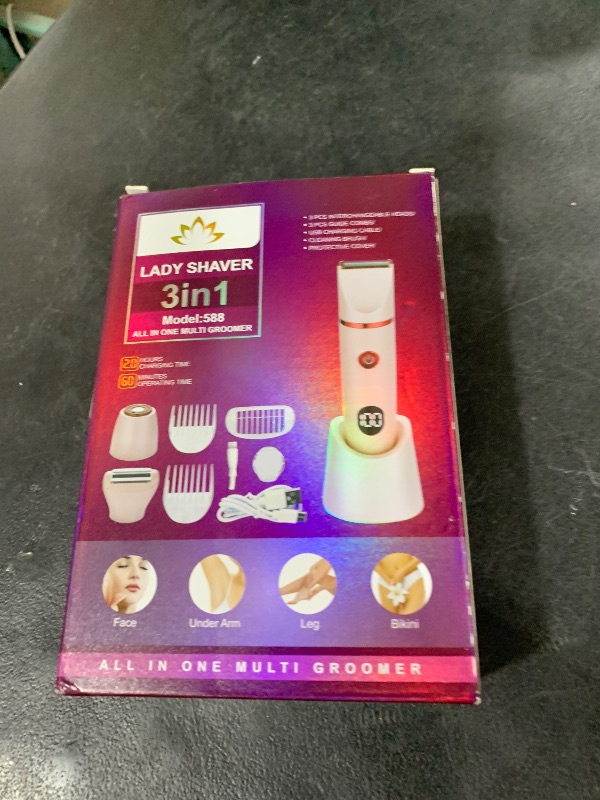 LADY SHAVER
3in1
Model:588
ALL IN ONE MULTI GROOMER
• 3 PCS INTERCHANGEABLE HEADS/
• 3 PCS GUIDE COMBS/
• USB CHARGING CABLE/
• CLEANING BRUSH/
• PROTECTIVE COVER/
2.0 HOURS
CHARGING TIME
60 MINUTES
OPERATING TIME
100
Face
Under Arm
Leg
Bikini
ALL IN ONE MULTI GROOMER